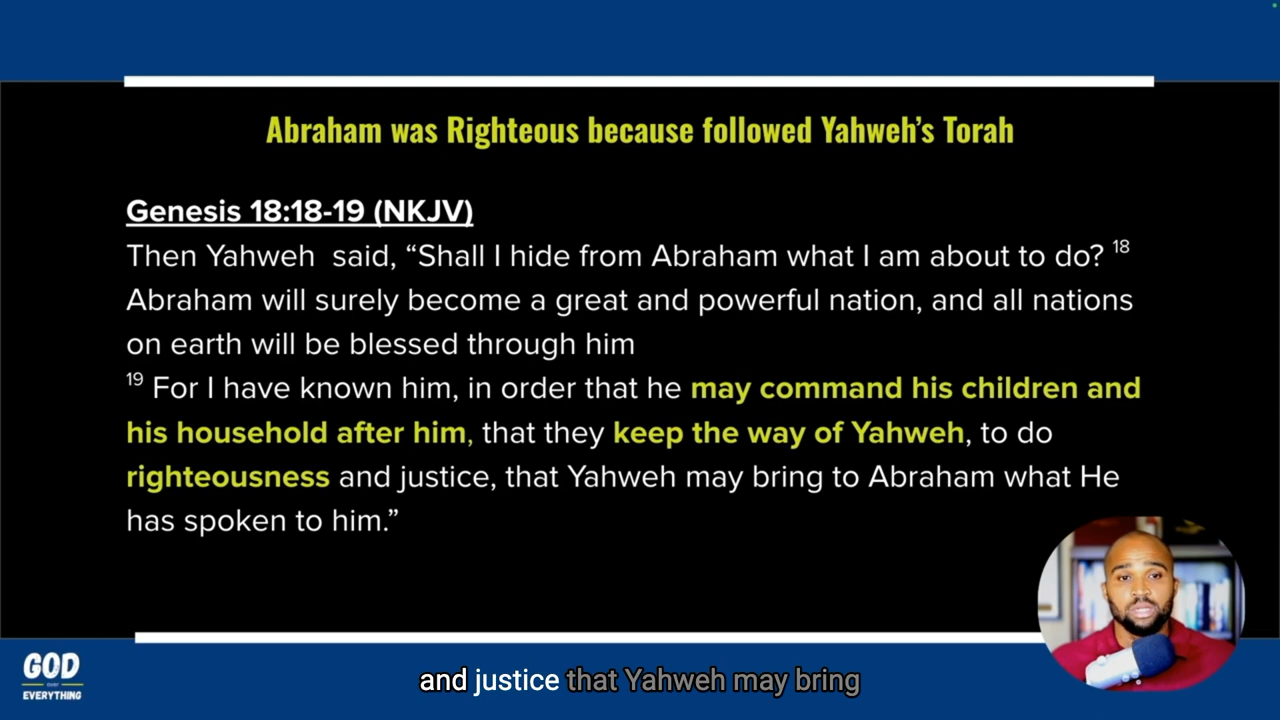 Abraham was Righteous because followed Yahweh’s Torah
Genesis 18:18-19 (NKJV)
Then Yahweh said, “Shall I hide from Abraham what I am about to do? 18
Abraham will surely become a great and powerful nation, and all nations
on earth will be blessed through him
19 For I have known him, in order that he may command his children and
his household after him, that they keep the way of Yahweh, to do
righteousness and justice, that Yahweh may bring to Abraham what He
has spoken to him.”
GOD
EVERYTHING
and justice that Yahweh may bring